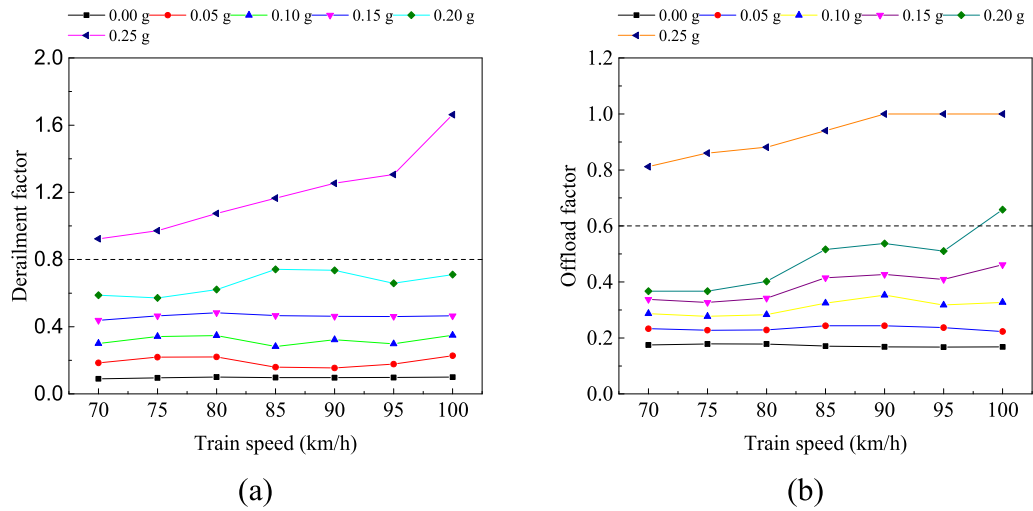 0.00 g 0.05 g 0.10 g 0.15 g 0.20 g
0.25 g
2.0
1.6
1.2
0.8
0.4
0.0
Derailment factor
70 75 80 85 90 95 100
Train speed (km/h)
(a)
0.00 g 0.05 g 0.10 g 0.15 g 0.20 g
0.25 g
1.2
1.0
0.8
0.6
0.4
0.2
0.0
Offload factor
70 75 80 85 90 95 100
Train speed (km/h)
(b)